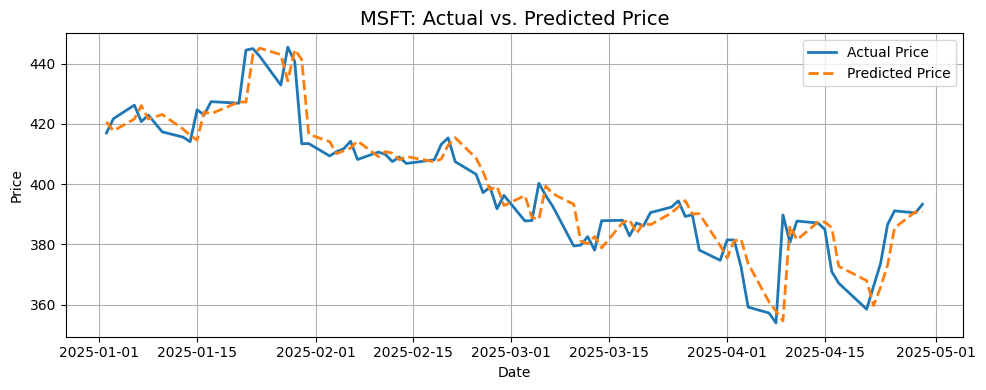 MSFT: Actual vs. Predicted Price
Actual Price
Predicted Price
Price
440
420
400
380
360
2025-01-01 2025-01-15 2025-02-01 2025-02-15 2025-03-01 2025-03-15 2025-04-01 2025-04-15 2025-05-01
Date